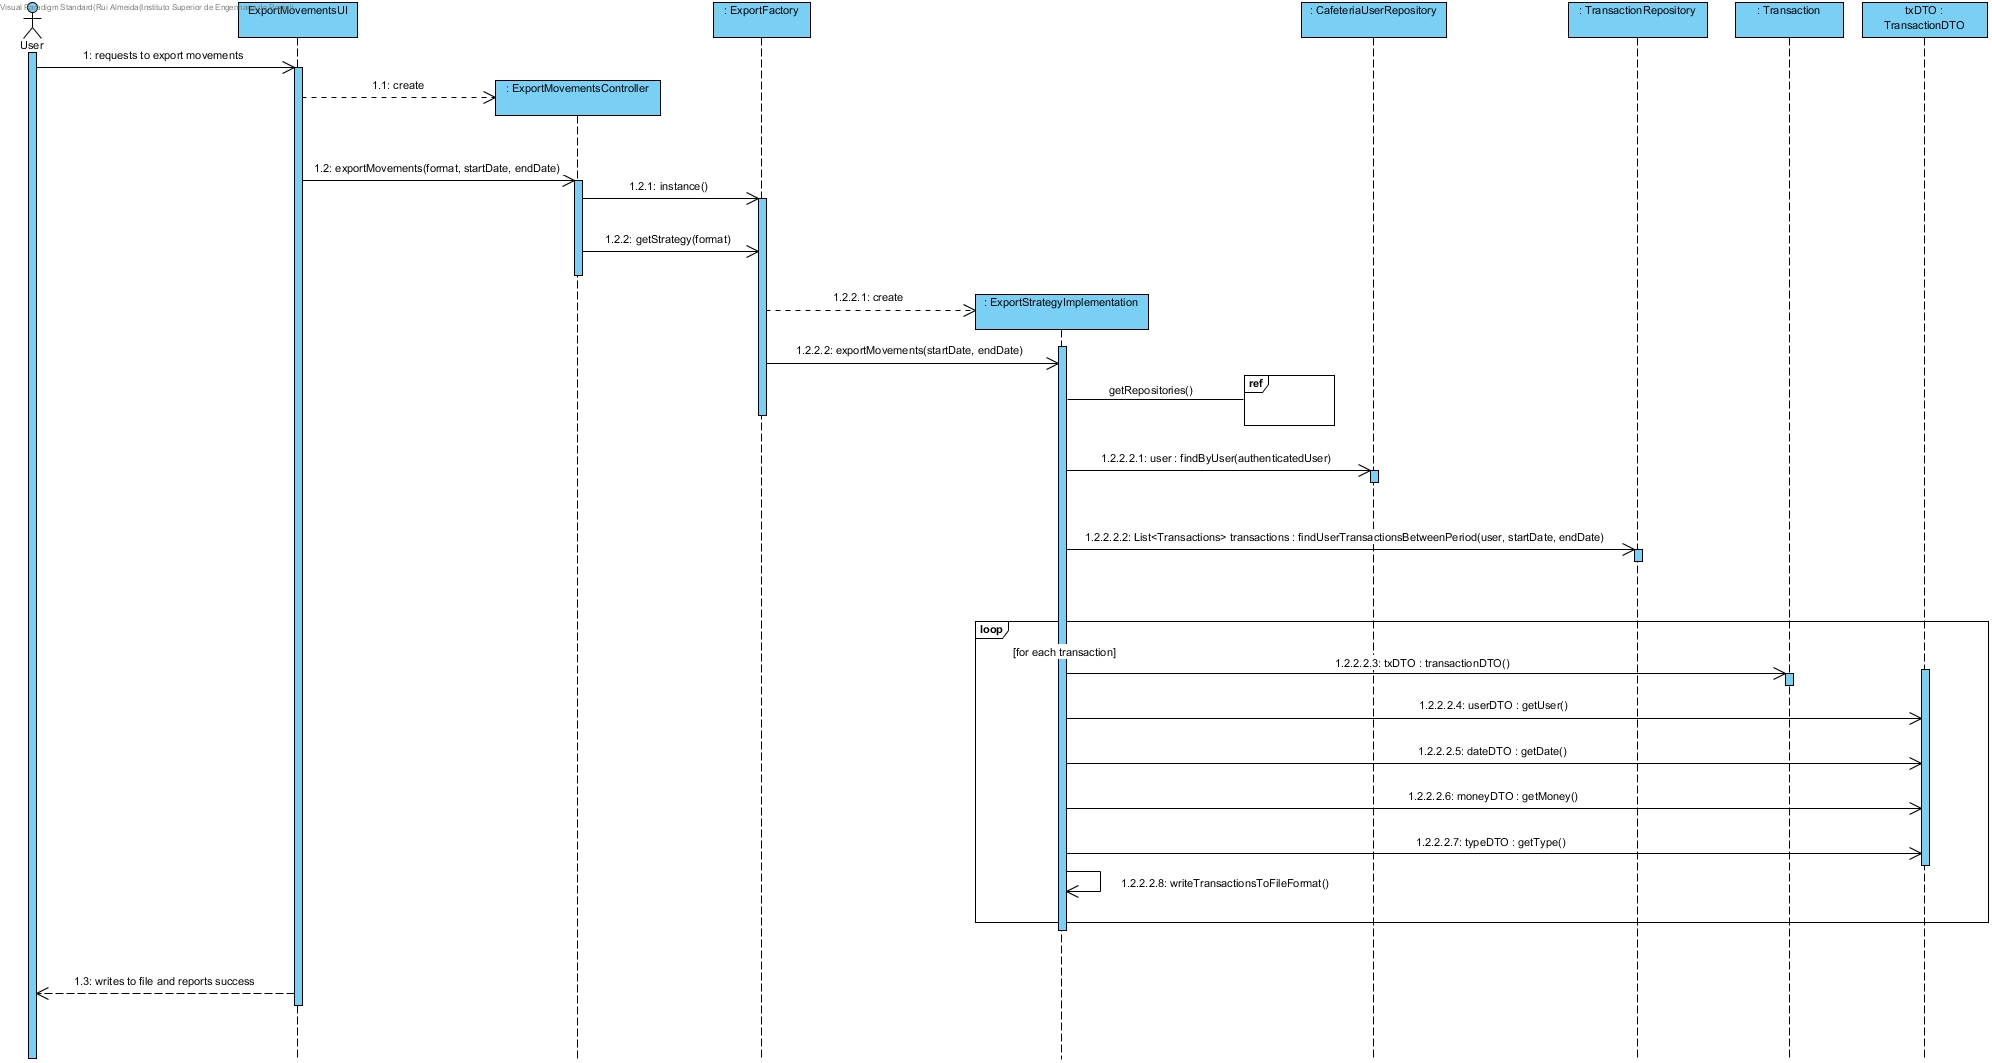 Visual Paradigm Standard(Rui Almeida(Instituto Superior de Engenharia do Porto))
ExportMovementsUI
: ExportFactory
: CafeteriaUserRepository
: TransactionRepository
: Transaction
txDTO :
TransactionDTO
User
1: requests to export movements
1.1: create
: ExportMovementsController
1.2: exportMovements(format, startDate, endDate)
1.2.1: instance()
1.2.2: getStrategy(format)
1.2.2.1: create
: ExportStrategyImplementation
1.2.2.2: exportMovements(startDate, endDate)
ref
getRepositories()
1.2.2.2.1: user : findByUser(authenticatedUser)
1.2.2.2.2: List<Transactions> transactions : findUserTransactionsBetweenPeriod(user, startDate, endDate)
loop
[for each transaction]
1.2.2.2.3: txDTO : transactionDTO()
1.2.2.2.4: userDTO : getUser()
1.2.2.2.5: dateDTO : getDate()
1.2.2.2.6: moneyDTO : getMoney()
1.2.2.2.7: typeDTO : getType()
1.2.2.2.8: writeTransactionsToFileFormat()
1.3: writes to file and reports success